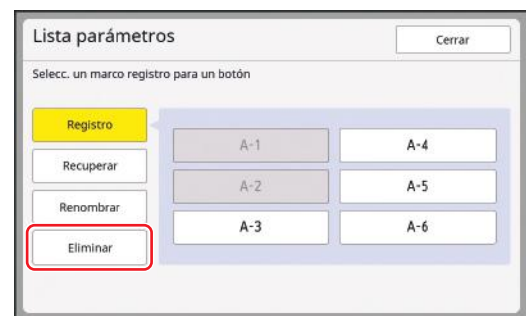 Lista parámetros
Cerrar
Selecc. un marco registro para un botón
Registro
Recuperar
Renombrar
Eliminar
A-1
A-4
A-2
A-5
A-3
A-6